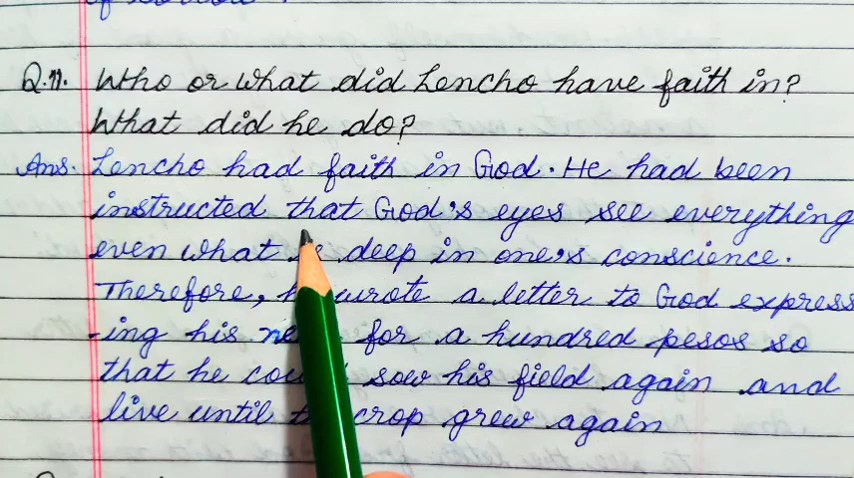 Q.11. Who or what did Lencho have faith in?
What did he do?
Ans. Lencho had faith in God. He had been
instructed that God's eyes see everything
even what deep in one's conscience.
Therefore, wrote a letter to God express
-ing his for a hundred pesos so
that he sow his field again and
live until crop grew again